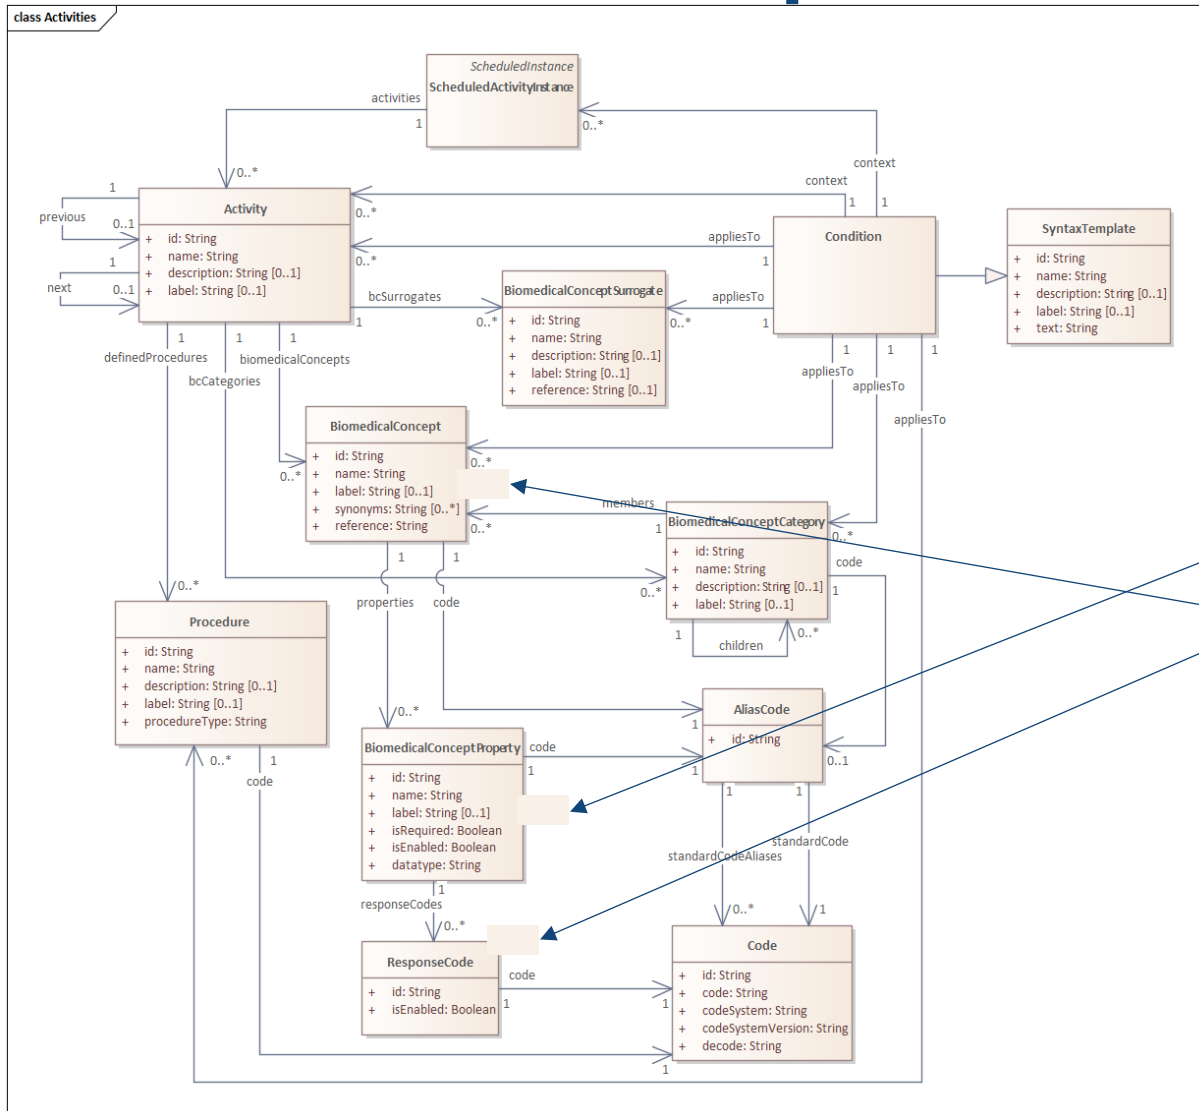 class Activities
ScheduledInstance
ScheduledActivityInstance
activities
1
0..*
0..*
context
context
1
1
1
previous
0..1
1
next
0..1
Activity
+ id: String
+ name: String
+ description: String [0..1]
+ label: String [0..1]
0..*
0..*
appliesTo
1
Condition
SyntaxTemplate
+ id: String
+ name: String
+ description: String [0..1]
+ label: String [0..1]
+ text: String
bcSurrogates
1
0..*
BiomedicalConceptSurrogate
+ id: String
+ name: String
+ description: String [0..1]
+ label: String [0..1]
+ reference: String [0..1]
appliesTo
0..*
1
1
1
1
definedProcedures
bcCategories
biomedicalConcepts
1
1
1
appliesTo
appliesTo
appliesTo
BiomedicalConcept
+ id: String
+ name: String
+ label: String [0..1]
+ synonyms: String [0..*]
+ reference: String
0..*
0..*
members
0..*
1
BiomedicalConceptCategory
+ id: String
+ name: String
+ description: String [0..1]
+ label: String [0..1]
0..*
code
1
0..*
1
0..*
children
1
1
properties
code
0..*
Procedure
+ id: String
+ name: String
+ description: String [0..1]
+ label: String [0..1]
+ procedureType: String
0..*
1
code
0..*
BiomedicalConceptProperty
+ id: String
+ name: String
+ label: String [0..1]
+ isRequired: Boolean
+ isEnabled: Boolean
+ datatype: String
code
1
1
1
AliasCode
+ id: String
0..1
1
1
standardCodeAliases
standardCode
0..*
1
1
responseCodes
0..*
ResponseCode
+ id: String
+ isEnabled: Boolean
code
1
1
Code
+ id: String
+ code: String
+ codeSystem: String
+ codeSystemVersion: String
+ decode: String
1